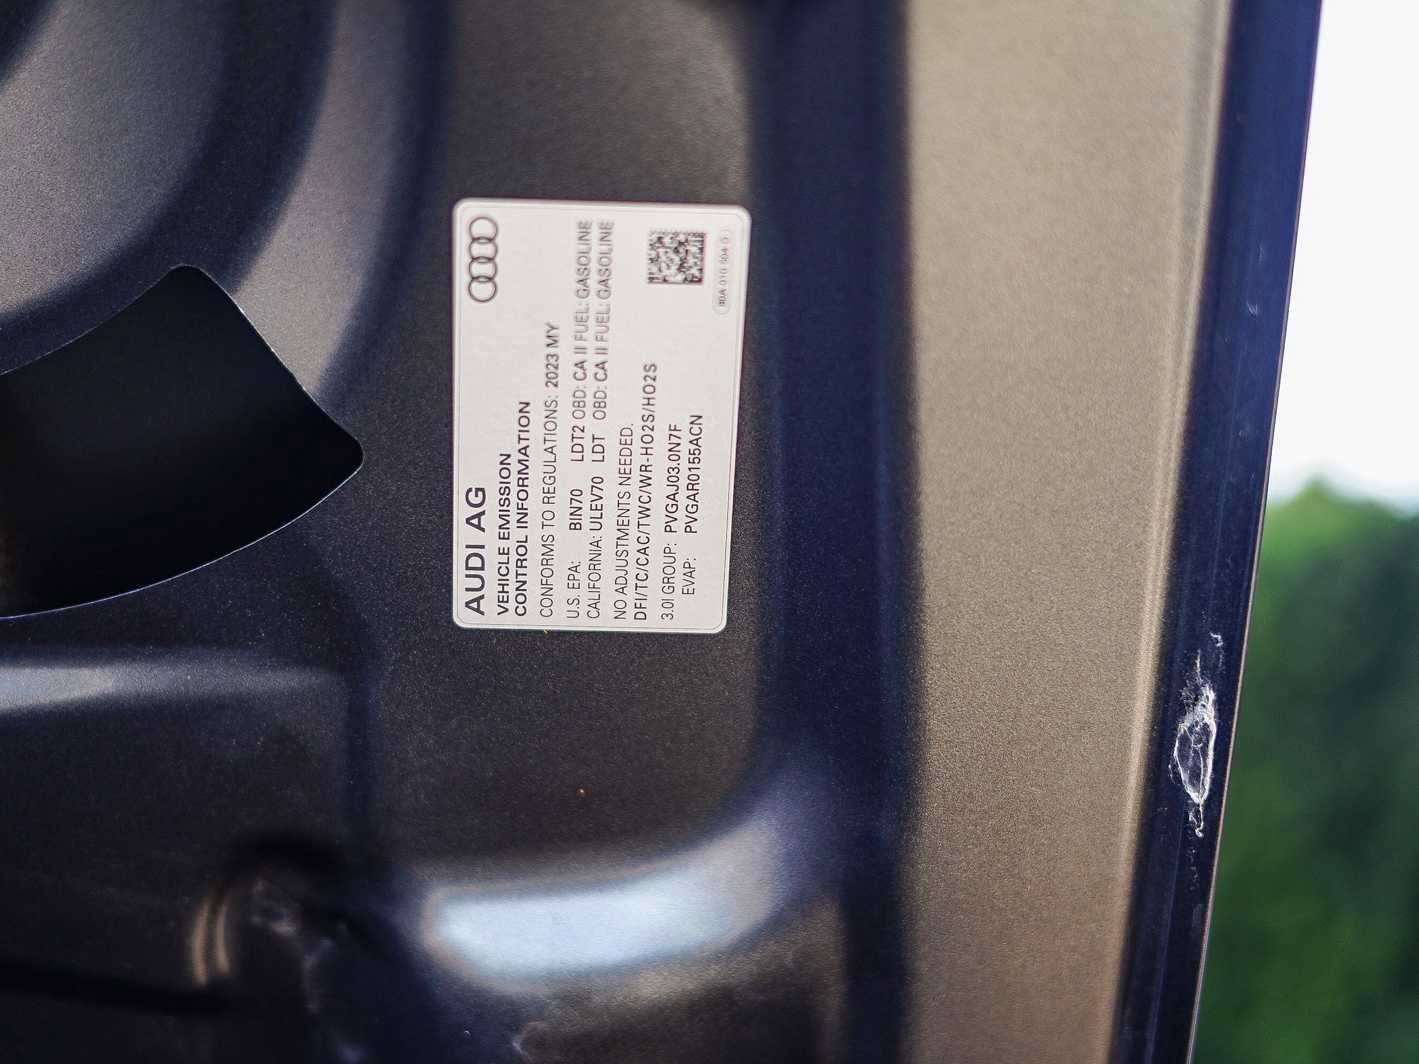 AUDI AG
VEHICLE EMISSION
CONTROL INFORMATION
CONFORMS TO REGULATIONS: 2023 MY
U.S. EPA: BIN70 LDT2 OBD: CA II FUEL: GASOLINE
CALIFORNIA: ULEV70 LDT OBD: CA II FUEL: GASOLINE
NO ADJUSTMENTS NEEDED.
DFI/TC/CAC/TWC/WR-HO2S/HO2S
3.0l GROUP: PVGAJ03.0N7F
EVAP: PVGAR0155ACN